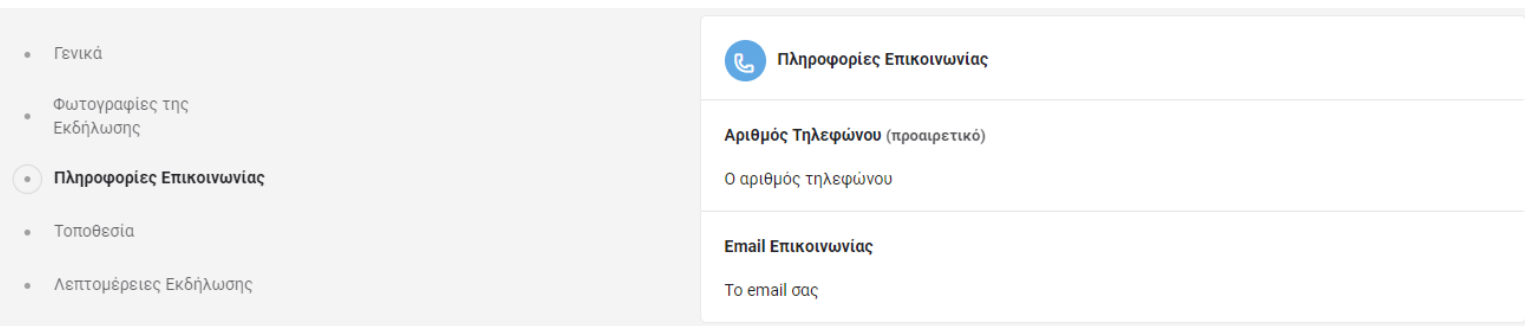 Γενικά
Φωτογραφίες της
Εκδήλωσης
Πληροφορίες Επικοινωνίας
Τοποθεσία
Λεπτομέρειες Εκδήλωσης
Πληροφορίες Επικοινωνίας
Αριθμός Τηλεφώνου (προαιρετικό)
Ο αριθμός τηλεφώνου
Email Επικοινωνίας
Το email σας